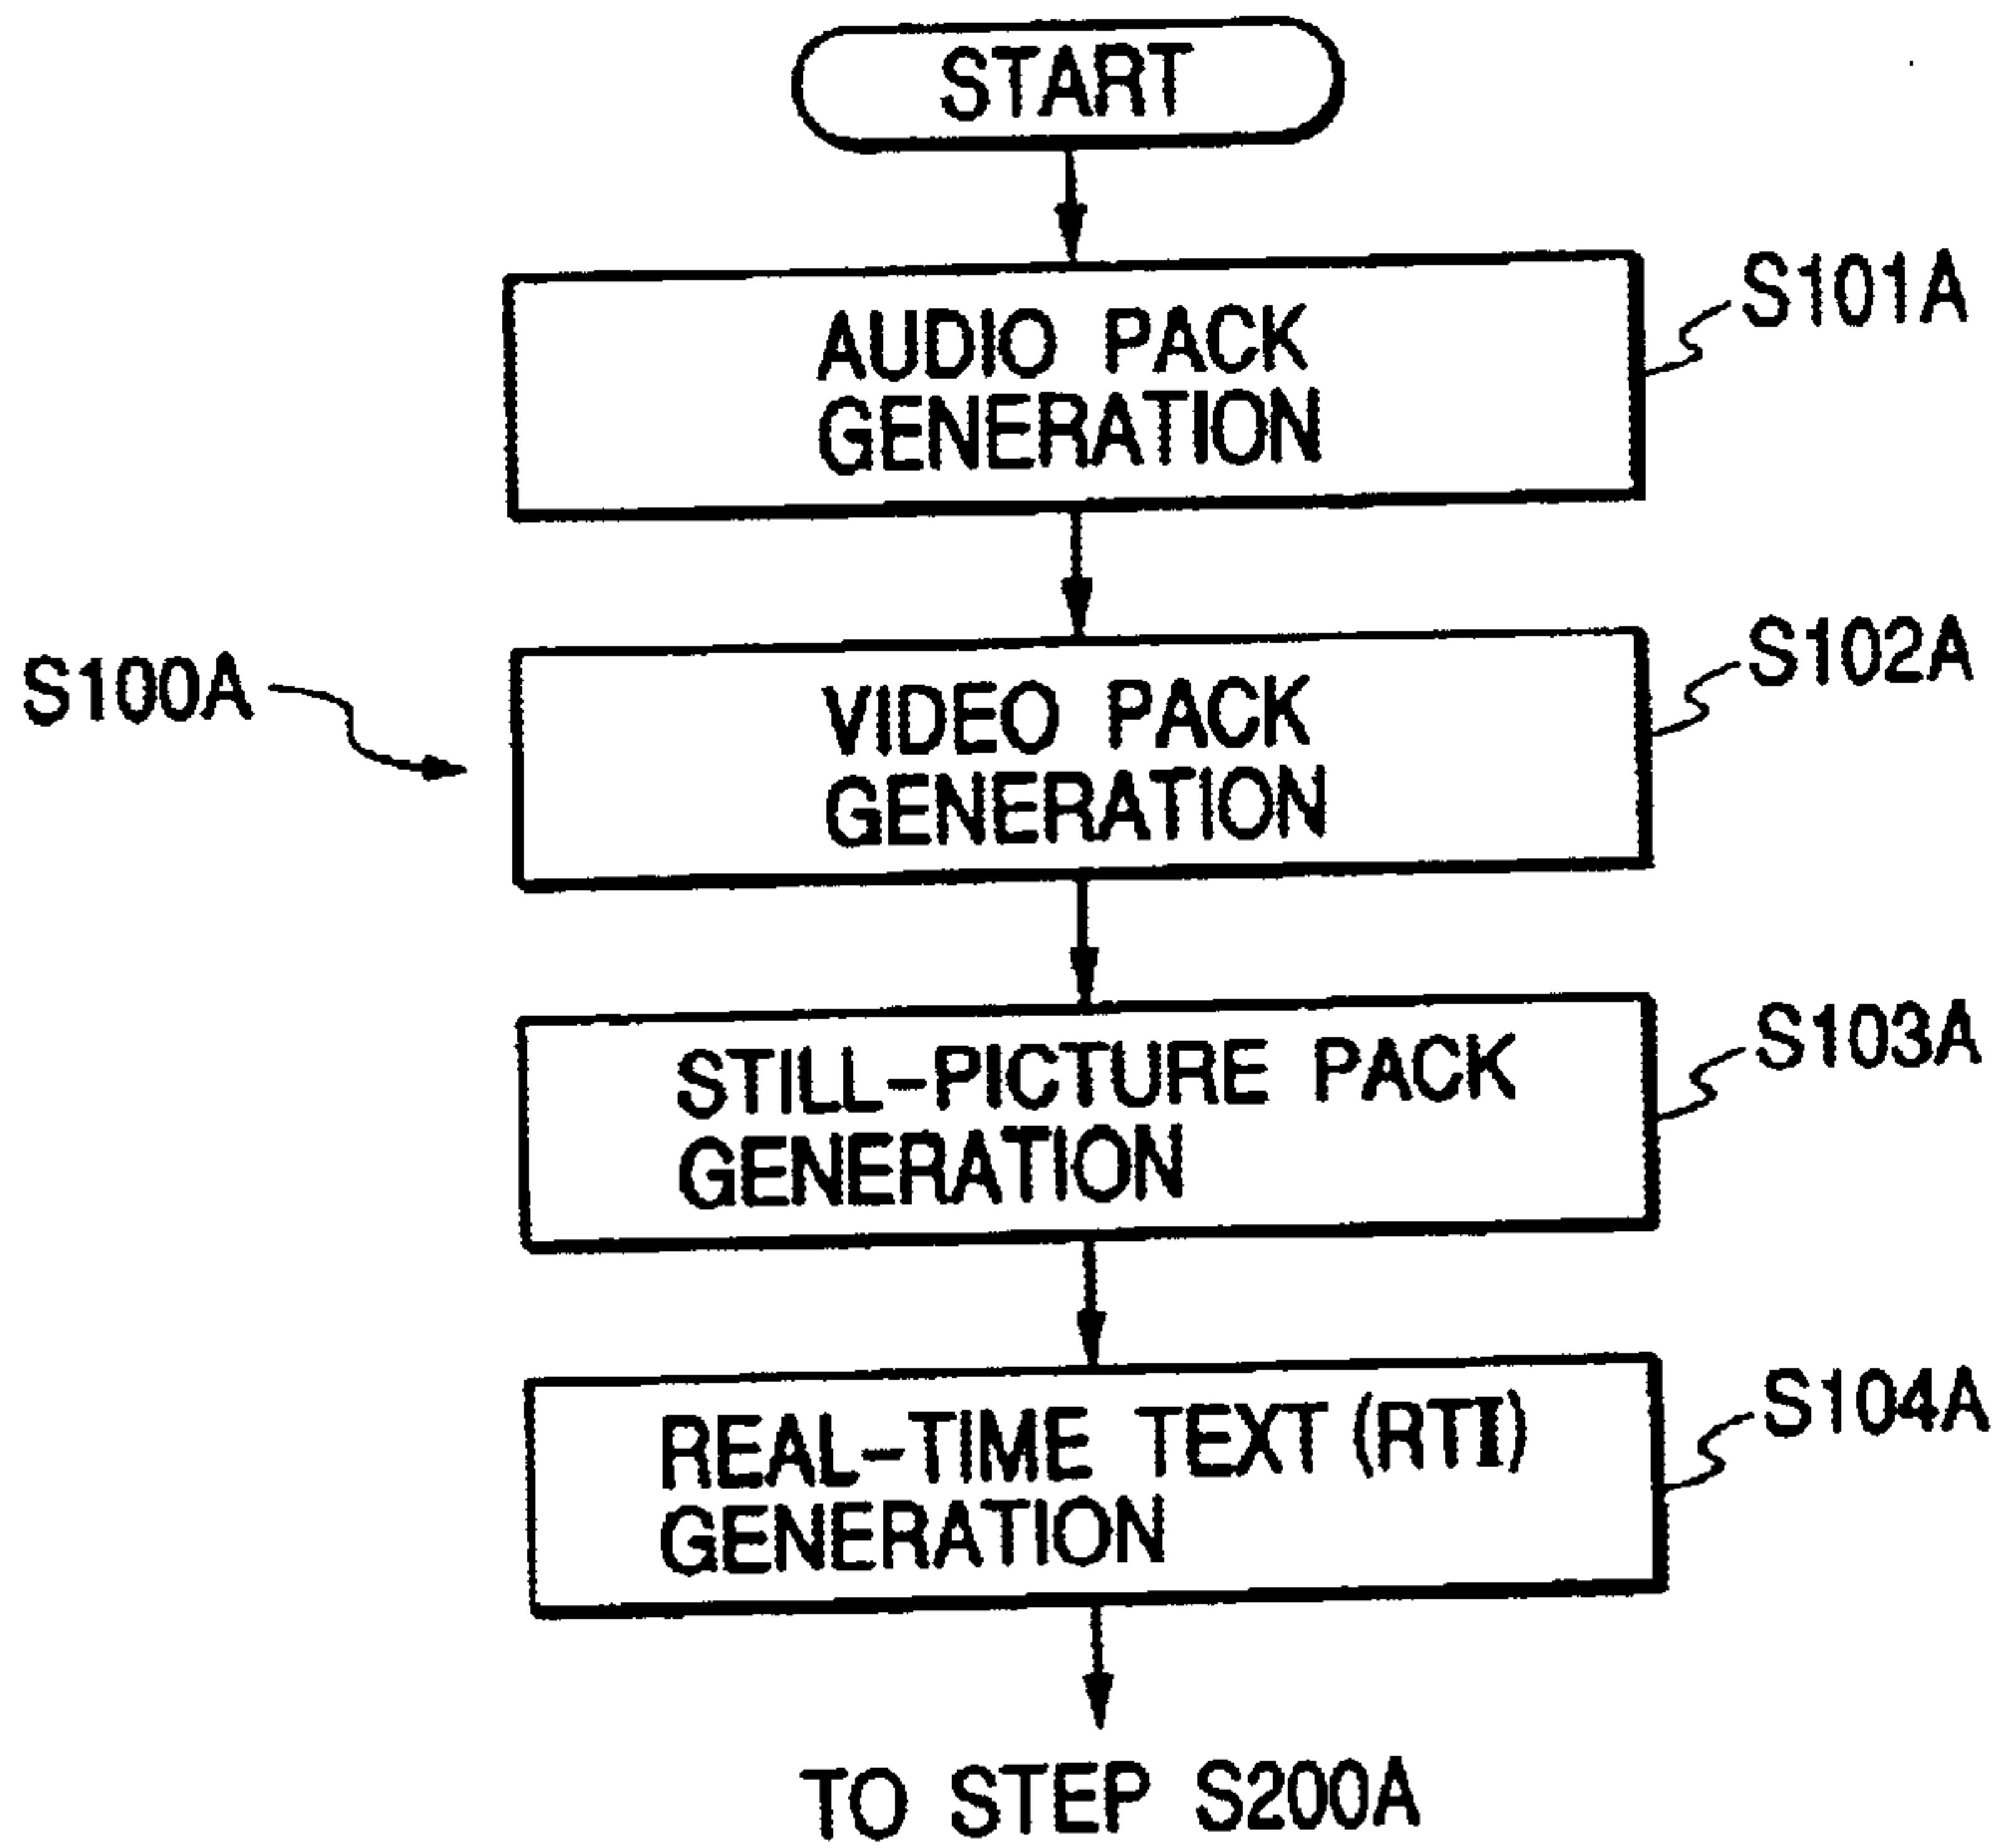 START
AUDIO PACK
GENERATION
S101A
S100A
VIDEO PACK
GENERATION
S102A
STILL-PICTURE PACK
GENERATION
S103A
REAL-TIME TEXT (RTI)
GENERATION
S104A
TO STEP S200A